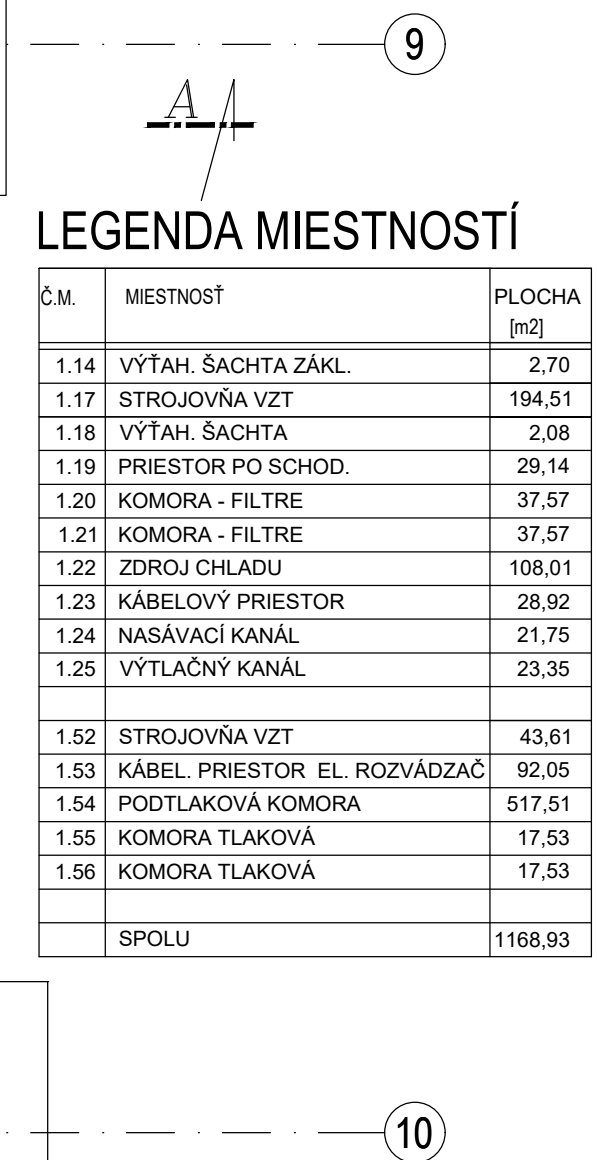 9
A
LEGENDA MIESTNOSTÍ
Č.M. MIESTNOSŤ PLOCHA
[m2]
1.14 VÝŤAH. ŠACHTA ZÁKL. 2,70
1.17 STROJOVŇA VZT 194,51
1.18 VÝŤAH. ŠACHTA 2,08
1.19 PRIESTOR PO SCHOD. 29,14
1.20 KOMORA - FILTRE 37,57
1.21 KOMORA - FILTRE 37,57
1.22 ZDROJ CHLADU 108,01
1.23 KÁBELOVÝ PRIESTOR 28,92
1.24 NASÁVACÍ KANÁL 21,75
1.25 VÝTLAČNÝ KANÁL 23,35
1.52 STROJOVŇA VZT 43,61
1.53 KÁBEL. PRIESTOR EL. ROZVÁDZAČ 92,05
1.54 PODTLAKOVÁ KOMORA 517,51
1.55 KOMORA TLAKOVÁ 17,53
1.56 KOMORA TLAKOVÁ 17,53
SPOLU 1168,93
10